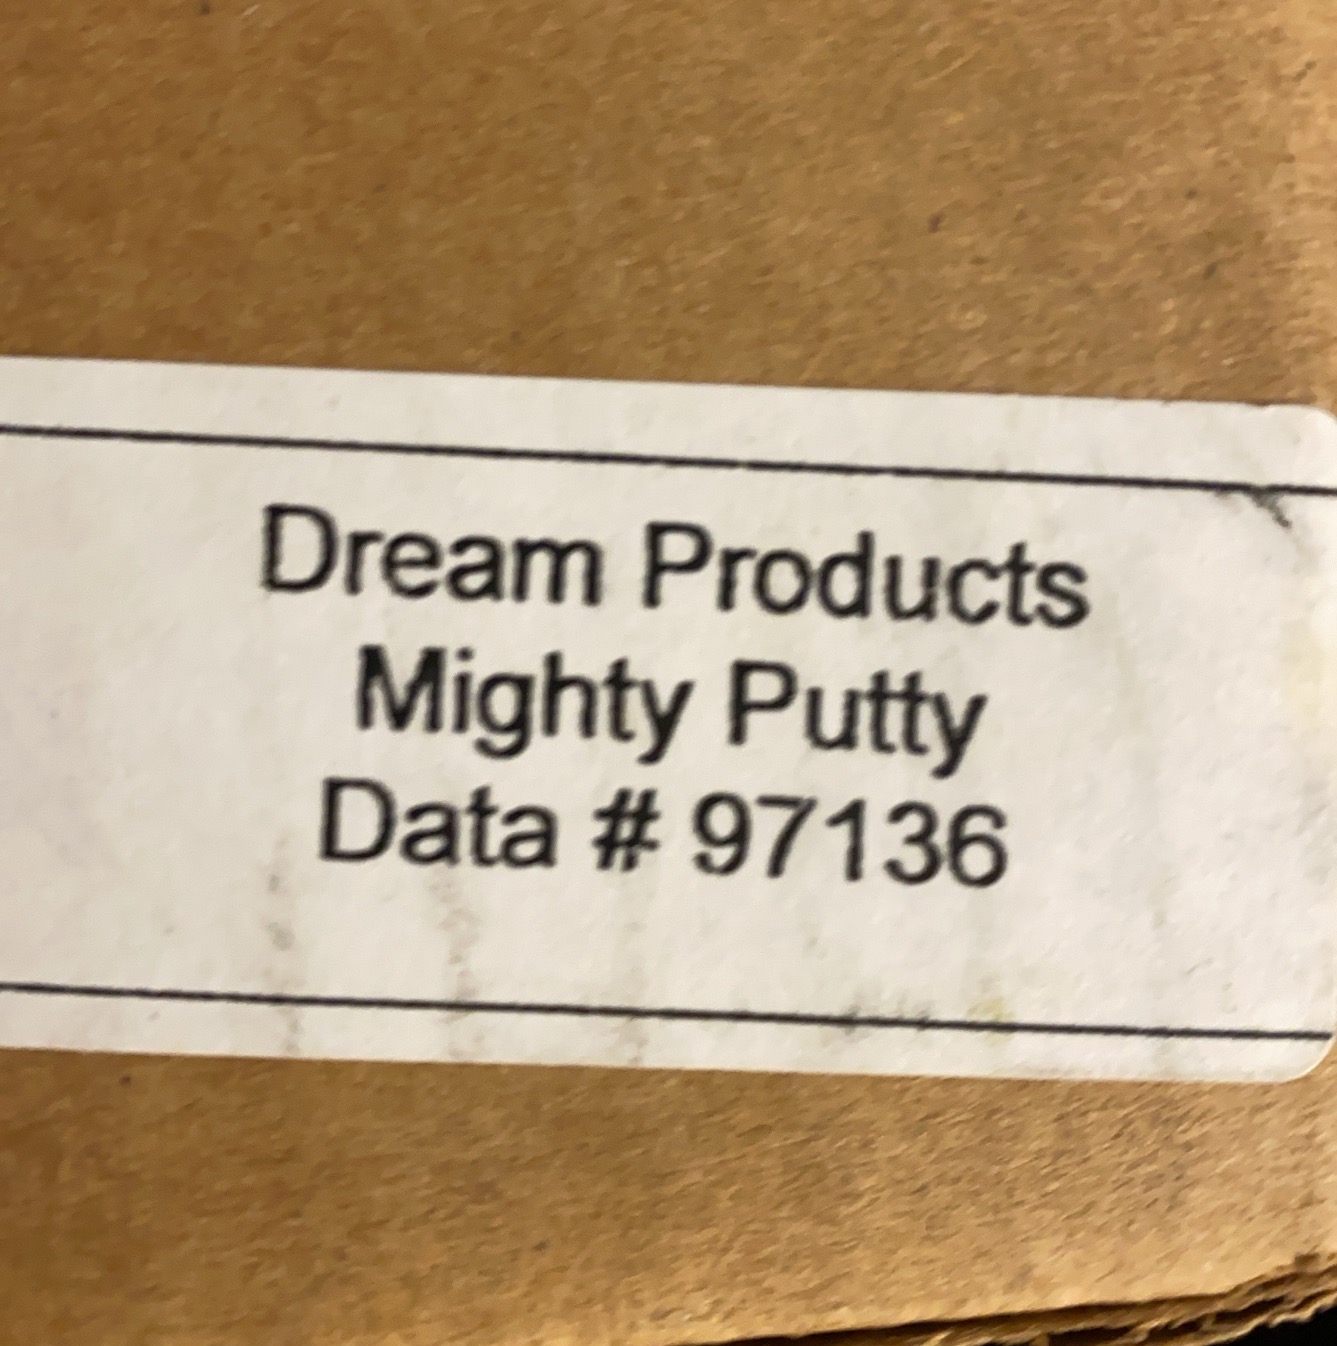 Dream Products
Mighty Putty
Data # 97136